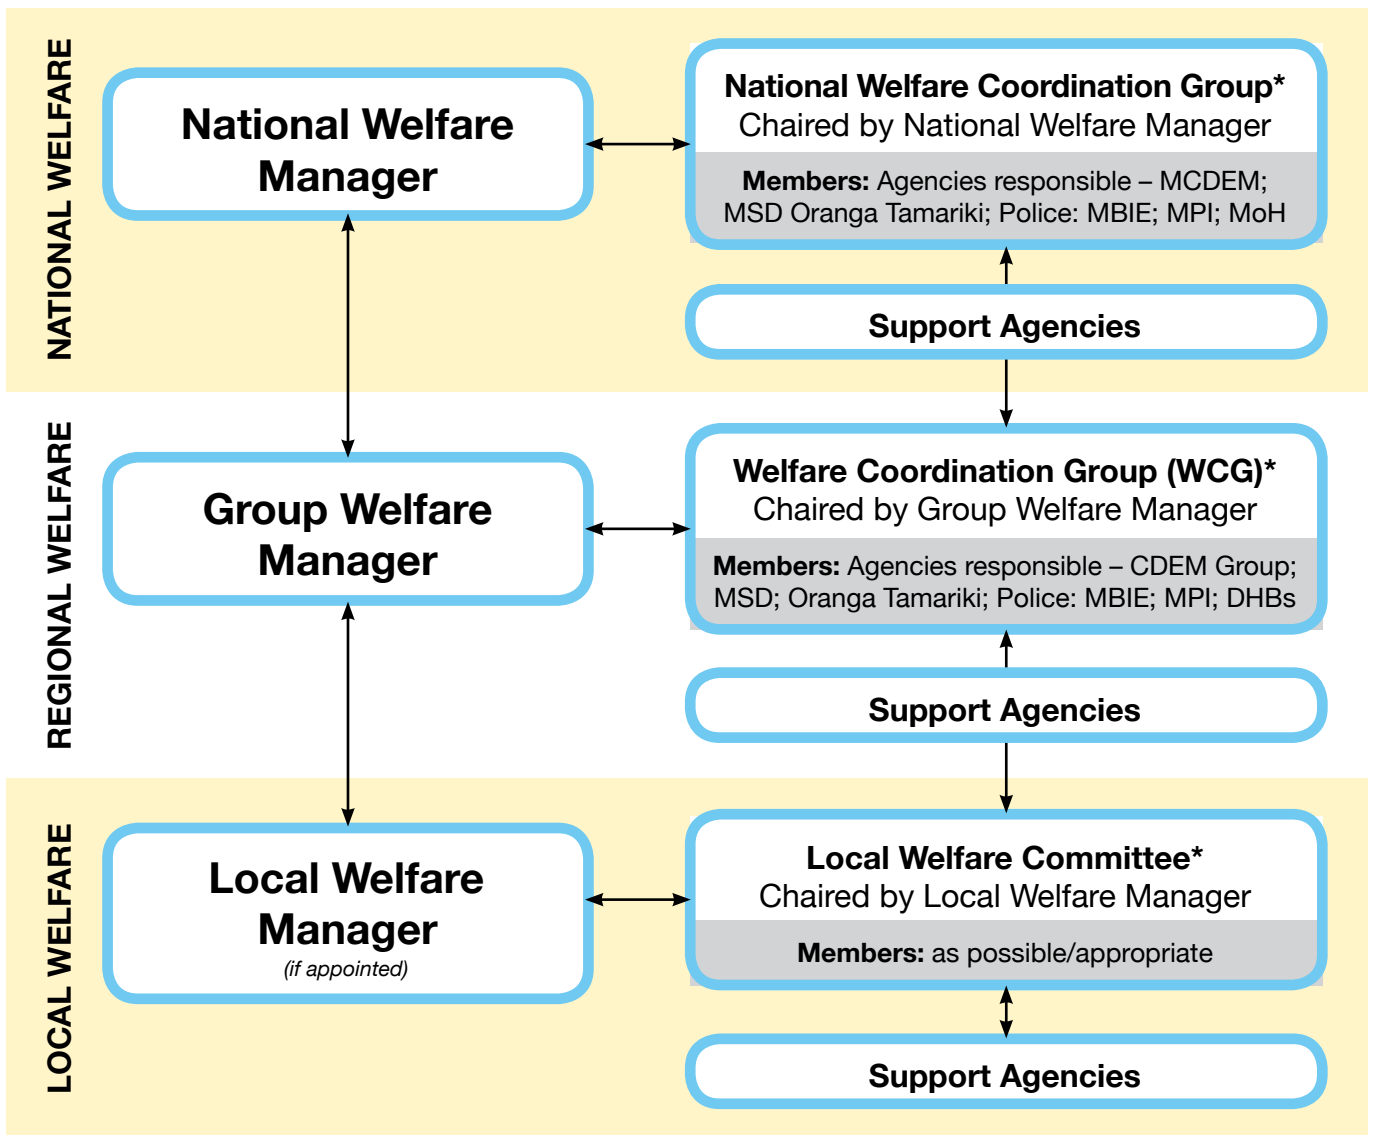 NATIONAL WELFARE
National Welfare
Manager
National Welfare Coordination Group*
Chaired by National Welfare Manager
Members: Agencies responsible – MCDEM;
MSD Oranga Tamariki; Police: MBIE; MPI; MoH
Support Agencies
REGIONAL WELFARE
Group Welfare
Manager
Welfare Coordination Group (WCG)*
Chaired by Group Welfare Manager
Members: Agencies responsible – CDEM Group;
MSD; Oranga Tamariki; Police: MBIE; MPI; DHBs
Support Agencies
LOCAL WELFARE
Local Welfare
Manager
(if appointed)
Local Welfare Committee*
Chaired by Local Welfare Manager
Members: as possible/appropriate
Support Agencies